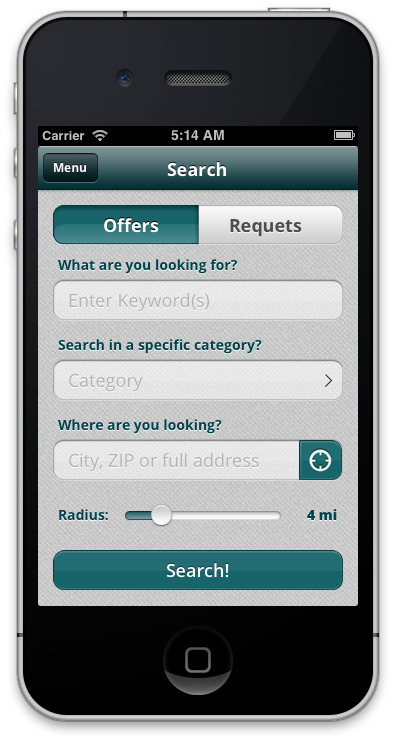 Carrier 5:14 AM
Menu Search
Offers Requets
What are you looking for?
Enter Keyword(s)
Search in a specific category?
Category
Where are you looking?
City, ZIP or full address
Radius: 4 mi
Search!